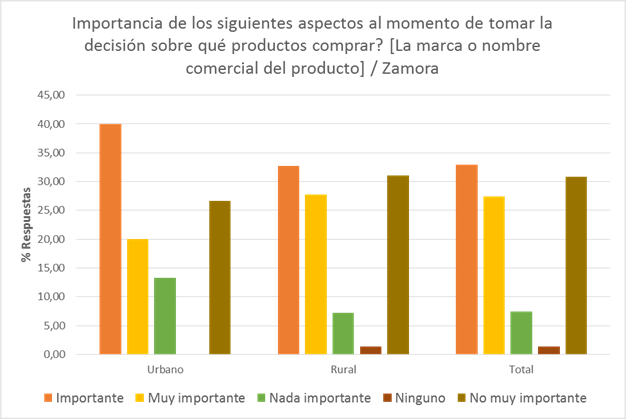 Importancia de los siguientes aspectos al momento de tomar la
decisión sobre qué productos comprar? [La marca o nombre
comercial del producto] / Zamora
45,00
40,00
35,00
30,00
25,00
20,00
15,00
10,00
5,00
0,00
% Respuestas
Urbano Rural Total
Importante Muy importante Nada importante Ninguno No muy importante